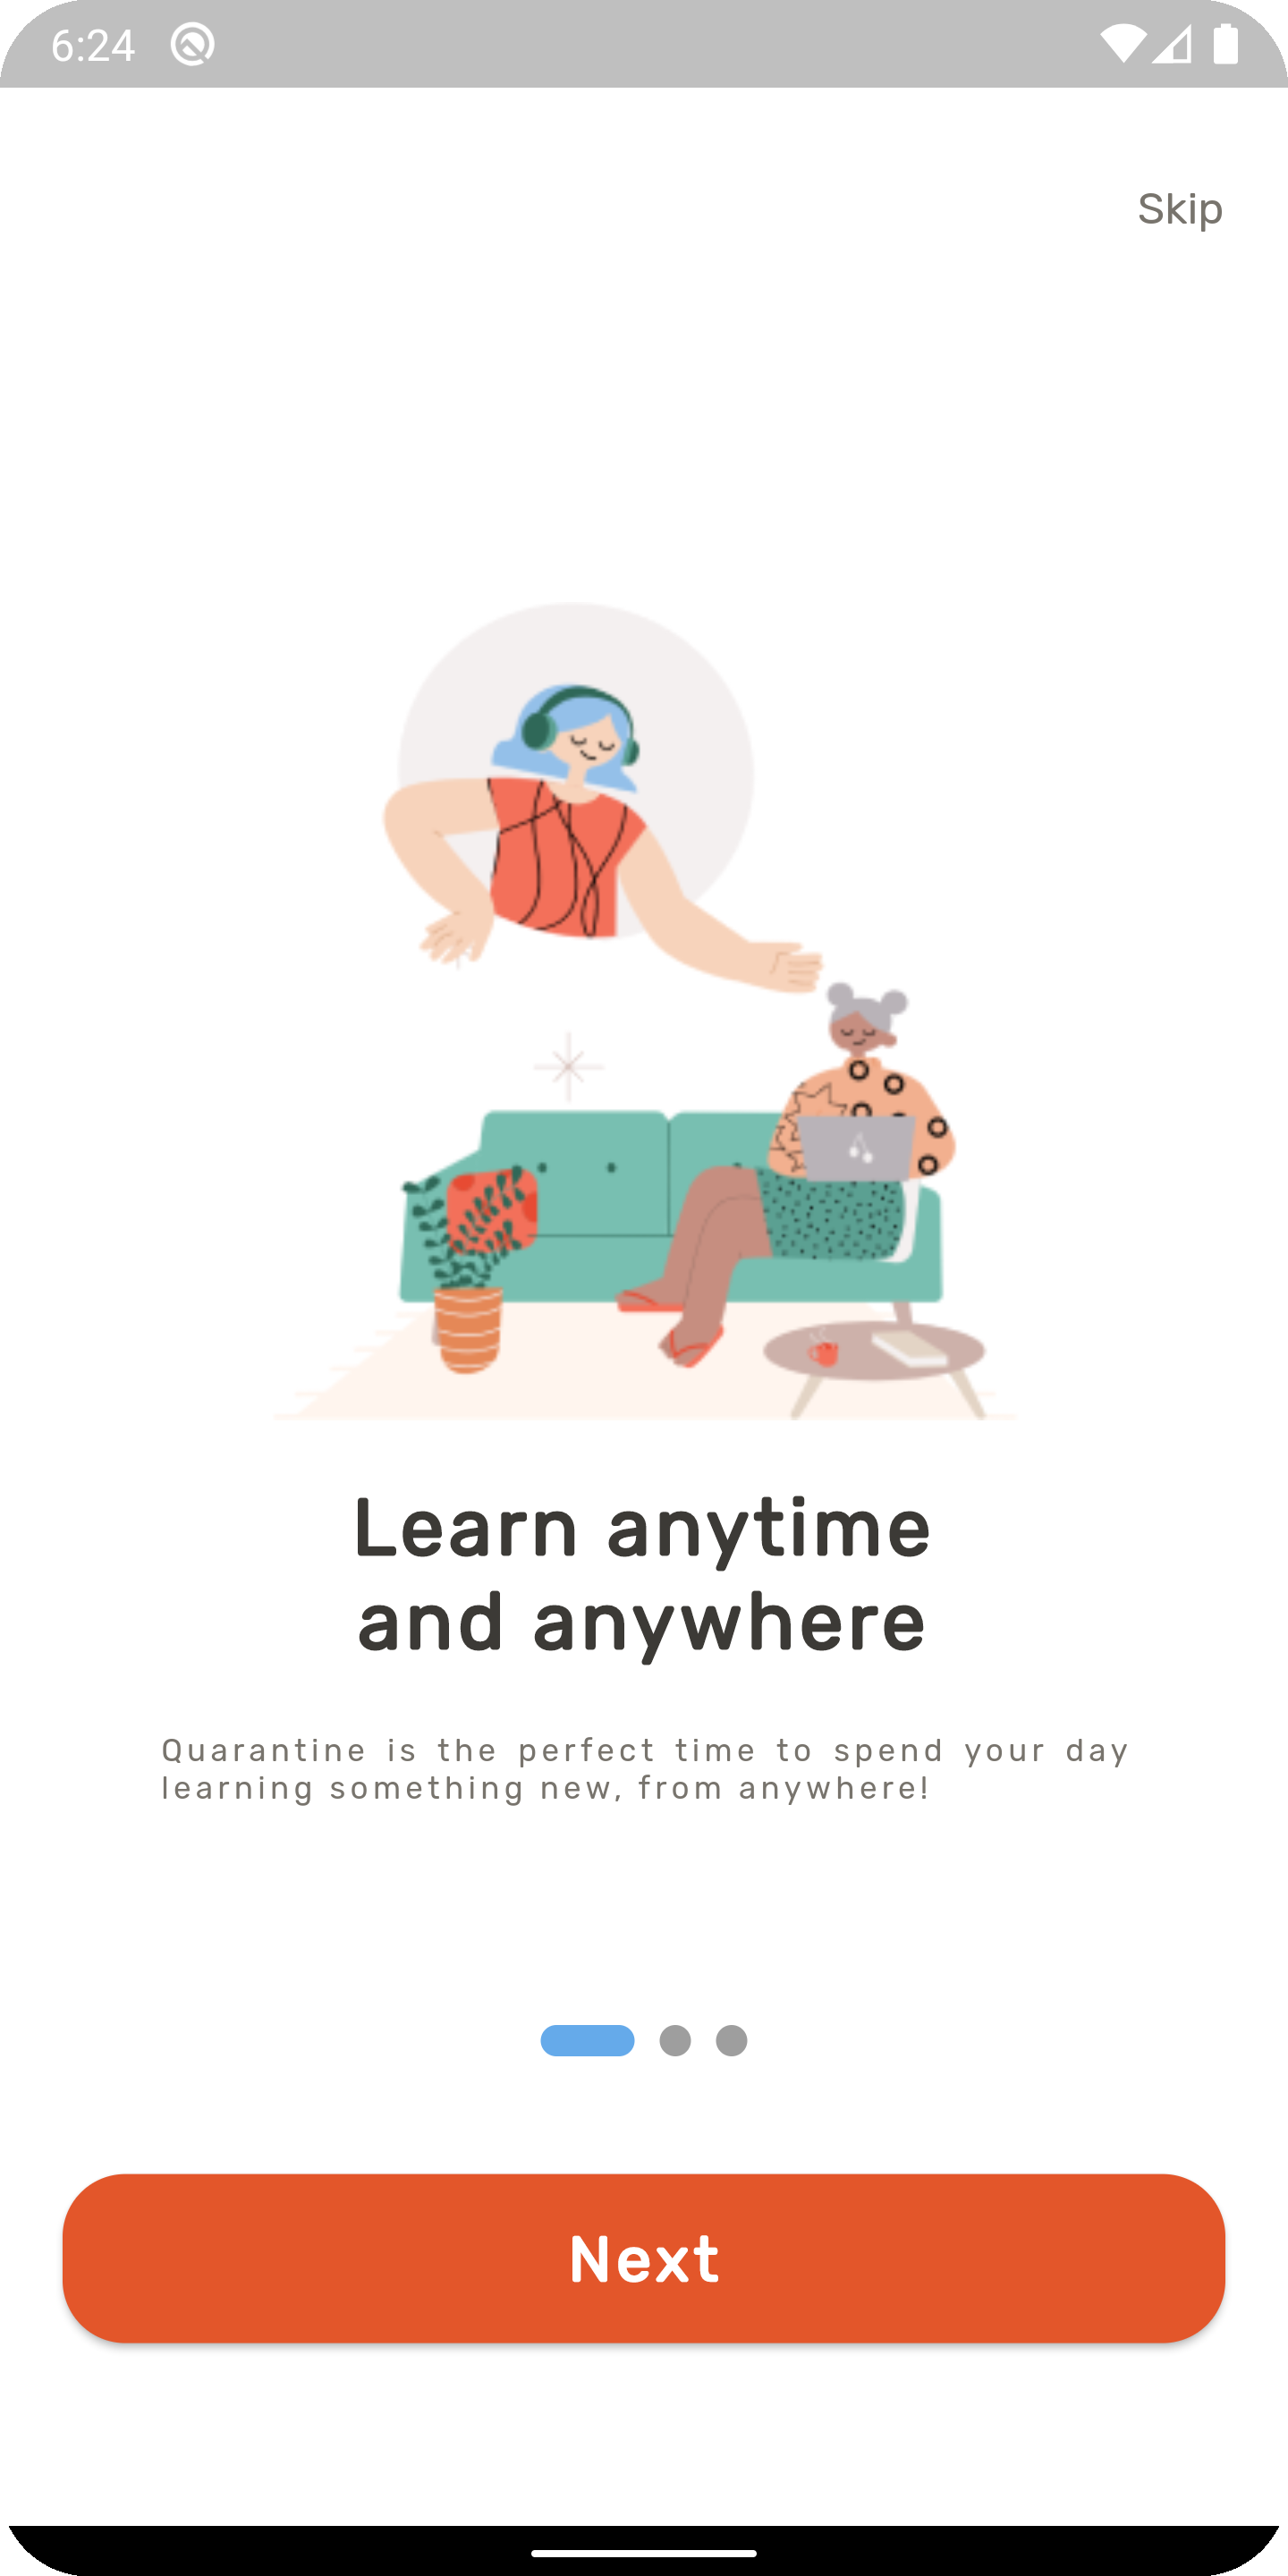 6:24
Skip
Learn anytime
and anywhere
Quarantine is the perfect time to spend your day
learning something new, from anywhere!
Next